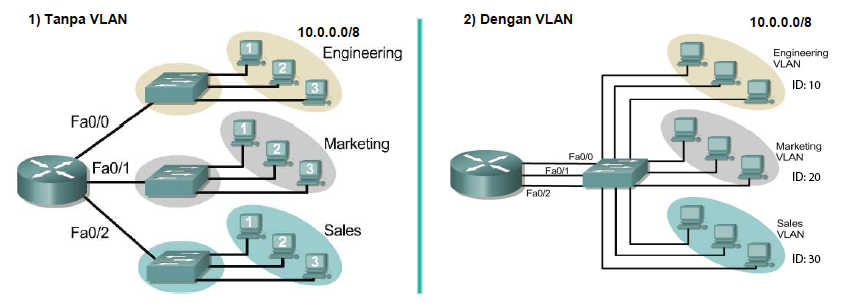 1) Tanpa VLAN
10.0.0.0/8
Engineering
1
2
3
Fa0/0
Marketing
1
2
3
Fa0/1
Fa0/2
Sales
1
2
3
2) Dengan VLAN
10.0.0.0/8
Engineering
VLAN
ID: 10
Marketing
VLAN
ID: 20
Fa0/0
Fa0/1
Fa0/2
Sales
VLAN
ID: 30